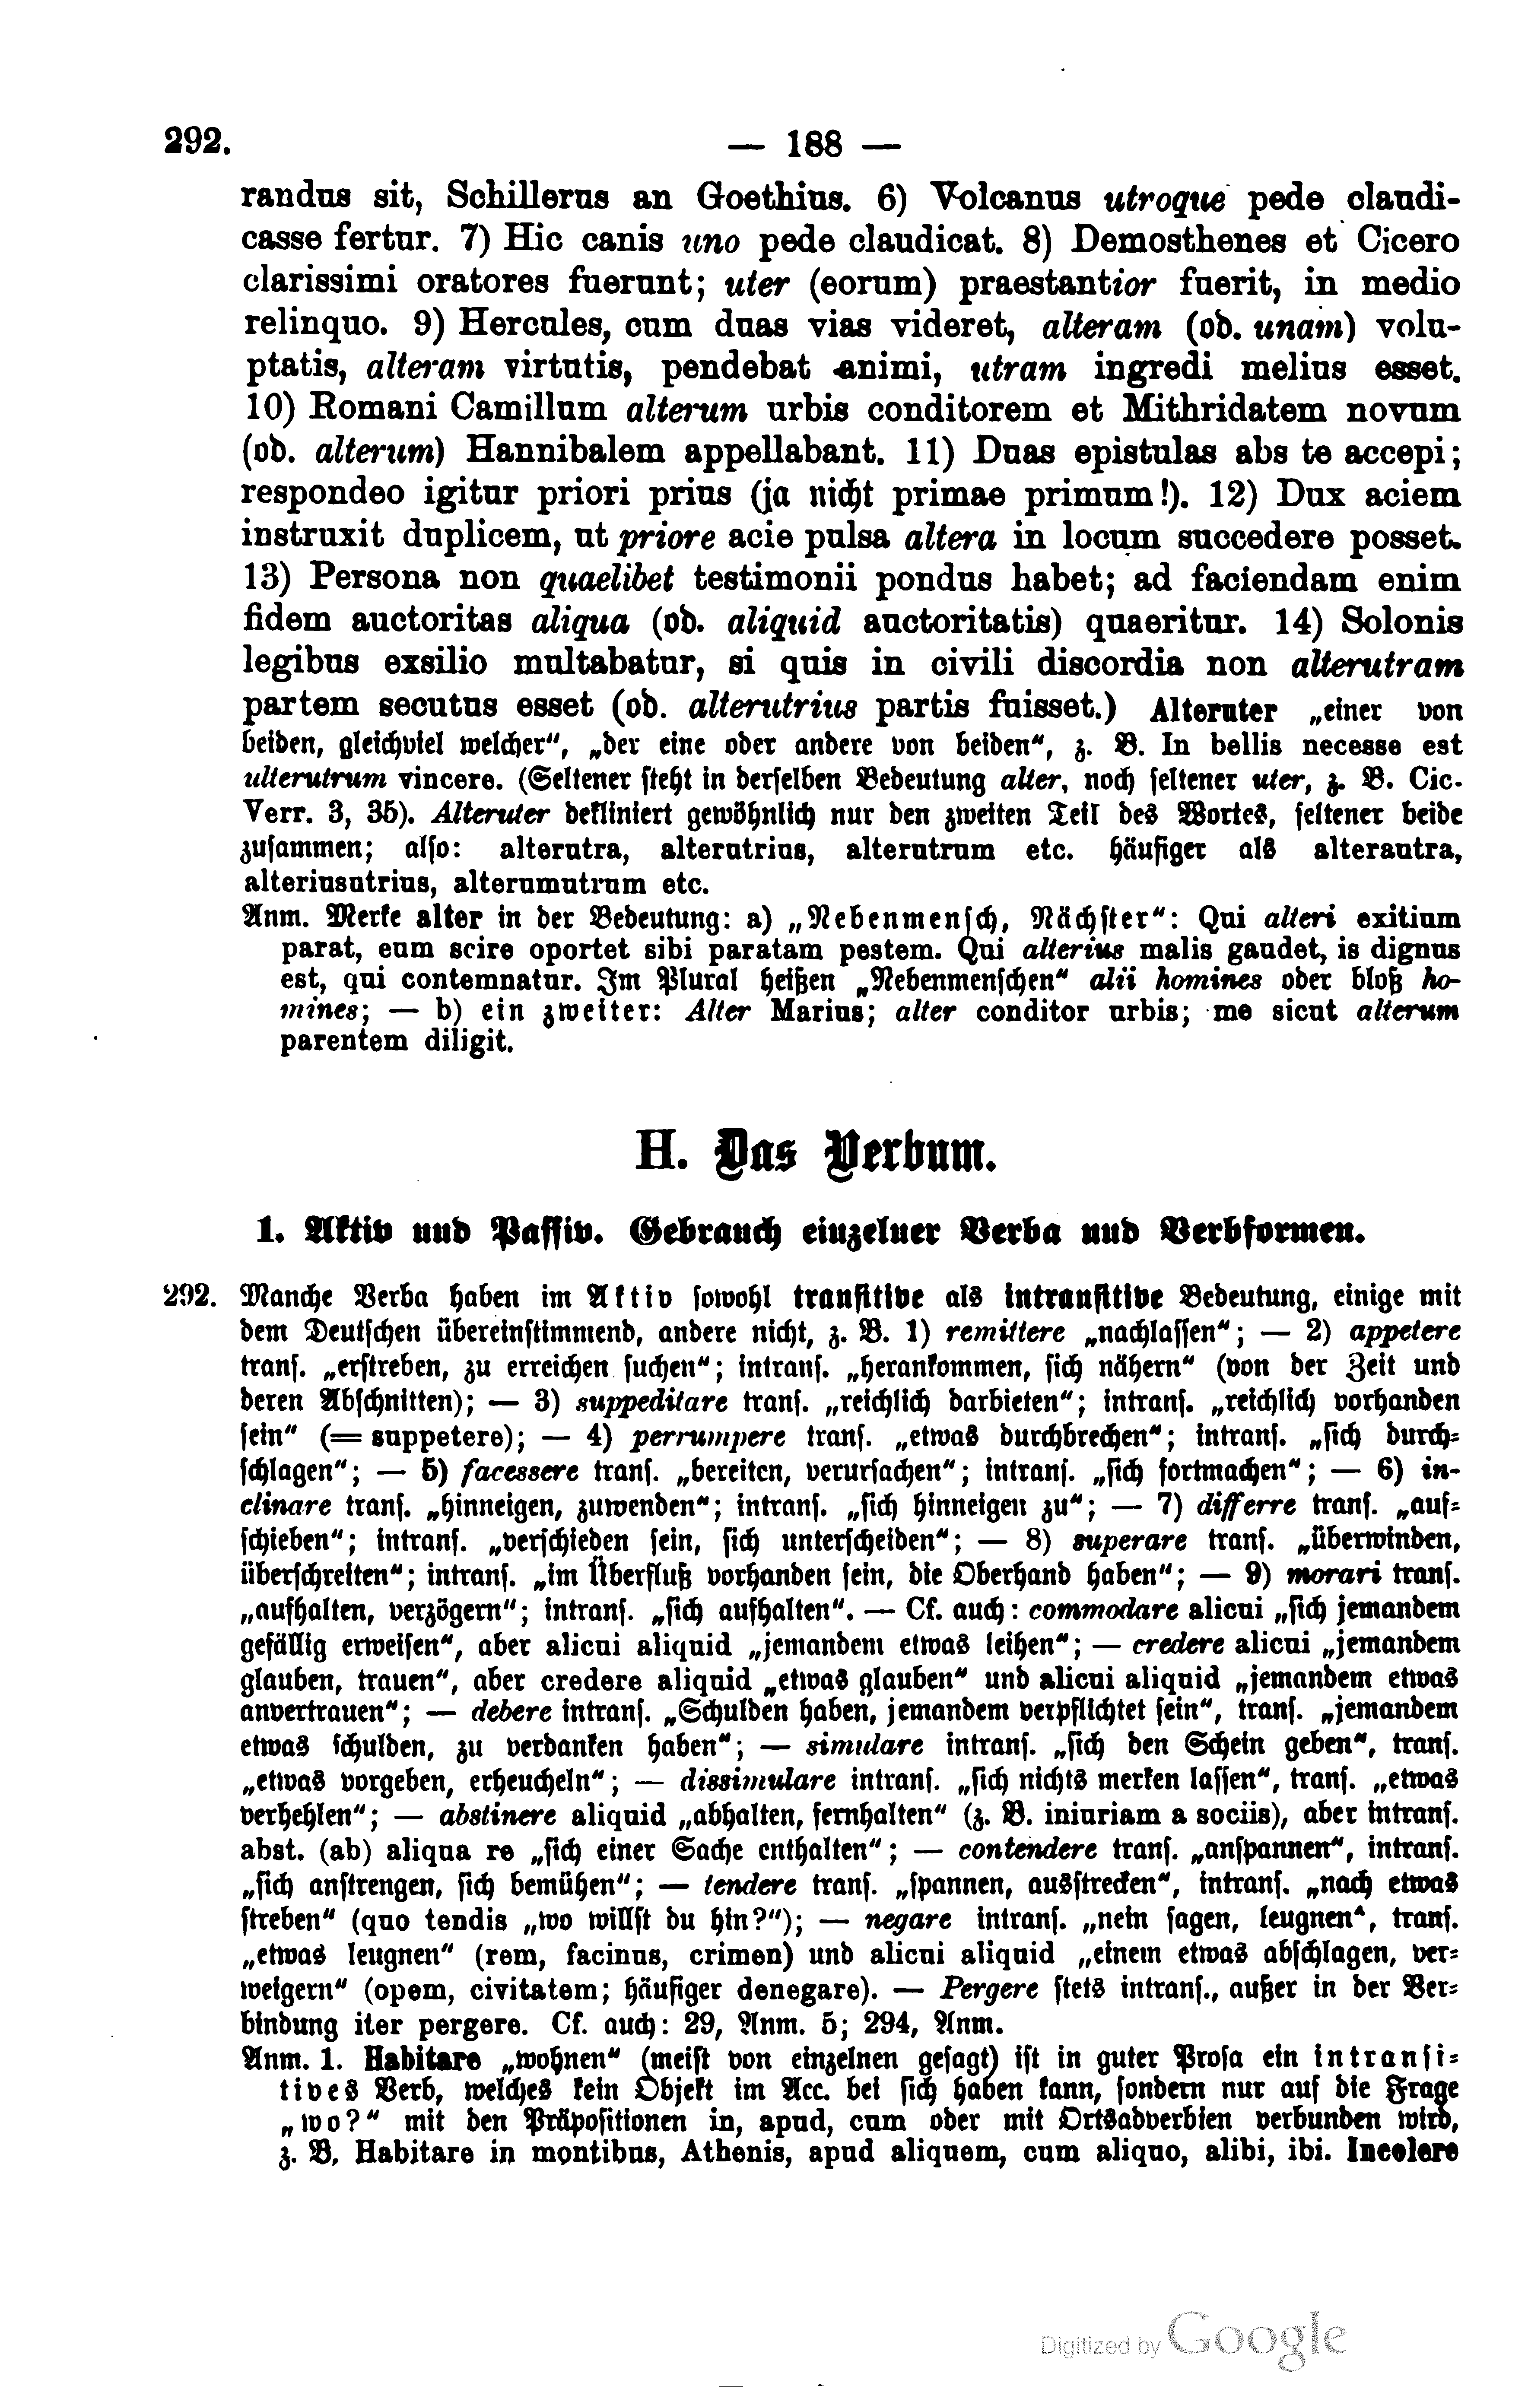 292.
— 188 —
randus sit, Schillerus an Goethius. 6) Volcanus utroque pede claudi-
casse fertur. 7) Hic canis uno pede claudicat. 8) Demosthenes et Cicero
clarissimi oratores fuerunt; uter (eorum) praestantior fuerit, in medio
relinquo. 9) Hercules, cum duas vias videret, alteram (ob. unam) volu-
ptatis, alteram virtutis, pendebat animi, utram ingredi melius esset.
10) Romani Camillum alterum urbis conditorem et Mithridatem novum
(ob. alterum) Hannibalem appellabant. 11) Duas epistulas abs te accepi;
respondeo igitur priori prius (ja nicht primae primum!). 12) Dux aciem
instruxit duplicem, ut priore acie pulsa altera in locum succedere posset.
13) Persona non quaelibet testimonii pondus habet; ad faciendam enim
fidem auctoritas aliqua (ob. aliquid auctoritatis) quaeritur. 14) Solonis
legibus exsilio multabatur, si quis in civili discordia non alterutram
partem secutus esset (ob. alterutrius partis fuisset.) Alteruter „einer von
beiden, gleichviel welcher“, „der eine oder andere von beiden“, z. B. In bellis necesse est
ulterutrum vincere. (Seltener steht in derselben Bedeutung alter, noch seltener uter, z. B. Cic.
Verr. 3, 35). Alteruter dekliniert gewöhnlich nur den zweiten Teil des Wortes, seltener beide
zusammen; also: alterutra, alterutrius, alterutrum etc. häufiger als alterautra,
alteriusutrius, alterumutrum etc.
Anm. Merke alter in der Bedeutung: a) „Nebenmensch, Nächster“: Qui alteri exitium
parat, eum scire oportet sibi paratam pestem. Qui alterius malis gaudet, is dignus
est, qui contemnatur. Im Plural heißen „Nebenmenschen“ alii homines oder bloß ho-
mines; — b) ein zweiter: Alter Marius; alter conditor urbis; me sicut alterum
parentem diligit.
H. Das Verbum.
1. Aktiv und Passiv. Gebrauch einzelner Verba und Verbformen.
292. Manche Verba haben im Aktiv sowohl transitive als intransitive Bedeutung, einige mit
dem Deutschen übereinstimmend, andere nicht, z. B. 1) remittere „nachlassen“; — 2) appetere
trans. „erstreben, zu erreichen suchen“; intrans. „herankommen, sich nähern“ (von der Zeit und
deren Abschnitten); — 3) suppeditare trans. „reichlich darbieten“; intrans. „reichlich vorhanden
sein“ (= suppetere); — 4) perrumpere trans. „etwas durchbrechen“; intrans. „sich durch-
schlagen“; — 5) facessere trans. „bereiten, verursachen“; intrans. „sich fortmachen“; — 6) in-
clinare trans. „hinneigen, zuwenden“; intrans. „sich hinneigen zu“; — 7) differre trans. „auf-
schieben“; intrans. „verschieden sein, sich unterscheiden“; — 8) superare trans. „überwinden,
überschreiten“; intrans. „im Überfluß vorhanden sein, die Oberhand haben“; — 9) morari trans.
„aufhalten, verzögern“; intrans. „sich aufhalten“. — Cf. auch: commodare alicui „sich jemandem
gefällig erweisen“, aber alicui aliquid „jemandem etwas leihen“; — credere alicui „jemandem
glauben, trauen“, aber credere aliquid „etwas glauben“ und alicui aliquid „jemandem etwas
anvertrauen“; — debere intrans. „Schulden haben, jemandem verpflichtet sein“, trans. „jemandem
etwas schulden, zu verdanken haben“; — simulare intrans. „sich den Schein geben“, trans.
„etwas vorgeben, erheucheln“; — dissimulare intrans. „sich nichts merken lassen“, trans. „etwas
verhehlen“; — abstinere aliquid „abhalten, fernhalten“ (z. B. iniuriam a sociis), aber intrans.
abst. (ab) aliqua re „sich einer Sache enthalten“; — contendere trans. „anspannen“, intrans.
„sich anstrengen, sich bemühen“; — tendere trans. „spannen, ausstrecken“, intrans. „nach etwas
streben“ (quo tendis „wo willst du hin?“); — negare intrans. „nein sagen, leugnen“, trans.
„etwas leugnen“ (rem, facinus, crimen) und alicui aliquid „einem etwas abschlagen, ver-
weigern“ (opem, civitatem; häufiger denegare). — Pergere stets intrans., außer in der Ver-
bindung iter pergere. Cf. auch: 29, Anm. 5; 294, Anm.
Anm. 1. Habitare „wohnen“ (meist von einzelnen gesagt) ist in guter Prosa ein intransi-
tives Verb, welches kein Objekt im Acc. bei sich haben kann, sondern nur auf die Frage
„wo?“ mit den Präpositionen in, apud, cum oder mit Ortsadverbien verbunden wird,
z. B. Habitare in montibus, Athenis, apud aliquem, cum aliquo, alibi, ibi. Incolere
Digitized by Google